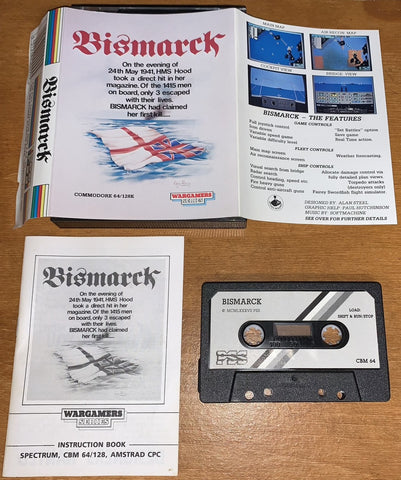 Bismarck
Bismarck
On the evening of
24th May 1941, HMS Hood
took a direct hit in her
magazine. Of the 1415 men
on board, only 3 escaped
with their lives.
BISMARCK had claimed
her first kill...
COMMODORE 64/128K
WARGAMERS
SERIES
MAIN MAP
AIR RECON MAP
COCKPIT VIEW
BRIDGE VIEW
BISMARCK – THE FEATURES
GAME CONTROLS
Full joystick control
Icon driven
Variable speed game
Variable difficulty level
"Set Battles" option
Save game
Real Time action.
FLEET CONTROLS
Main map screen
Air reconnaissance screen
Weather forecasting.
SHIP CONTROLS
Visual search from bridge
Radar search
Control heading, speed etc
Fire heavy guns
Control anti-aircraft guns
Allocate damage control via
fully detailed plan views.
Torpedo attacks
(destroyers only)
Fairey Swordfish flight simulator
DESIGNED BY: ALAN STEEL
GRAPHIC HELP: PAUL HUTCHINSON
MUSIC BY: SOFTMACHINE
SEE OVER FOR FURTHER DETAILS
Bismarck
On the evening of
24th May 1941, HMS Hood
took a direct hit in her
magazine. Of the 1415 men
on board, only 3 escaped
with their lives.
BISMARCK had claimed
her first kill...
WARGAMERS
SERIES
INSTRUCTION BOOK
SPECTRUM, CBM 64/128, AMSTRAD CPC
BISMARCK
© MCMLXXXVII PSS
LOAD:
SHIFT & RUN/STOP
PSS
100
CBM 64